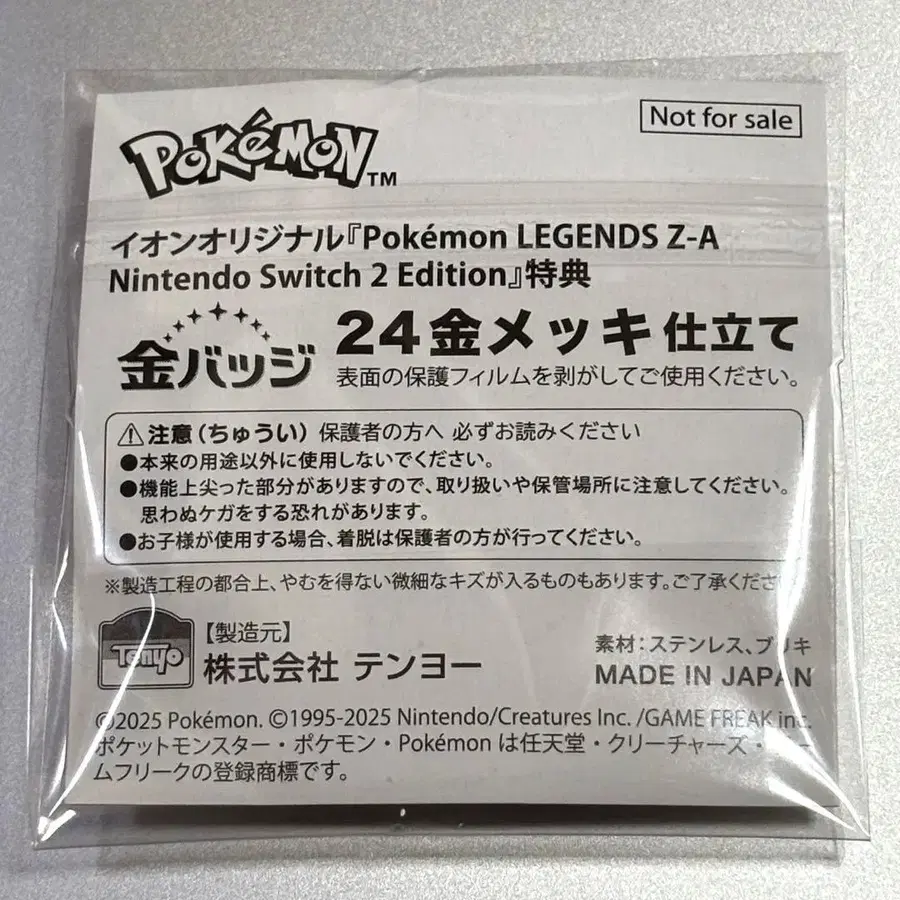 POKéMON™
Not for sale
イオンオリジナル『Pokémon LEGENDS Z-A
Nintendo Switch 2 Edition』特典
金バッジ
24金メッキ仕立て
表面の保護フィルムを剥がしてご使用ください。
⚠注意(ちゅうい) 保護者の方へ 必ずお読みください
●本来の用途以外に使用しないでください。
●機能上尖った部分がありますので、取り扱いや保管場所に注意してください。
思わぬケガをする恐れがあります。
●お子様が使用する場合、着脱は保護者の方が行ってください。
※製造工程の都合上、やむを得ない微細なキズが入るものもあります。ご了承くださ
Tenyo
【製造元】
株式会社 テンヨー
素材:ステンレス、ブリキ
MADE IN JAPAN
©2025 Pokémon. ©1995-2025 Nintendo/Creatures Inc. /GAME FREAK inc.
ポケットモンスター・ポケモン・Pokémon は任天堂・クリーチャーズ・ ームフリークの登録商標です。